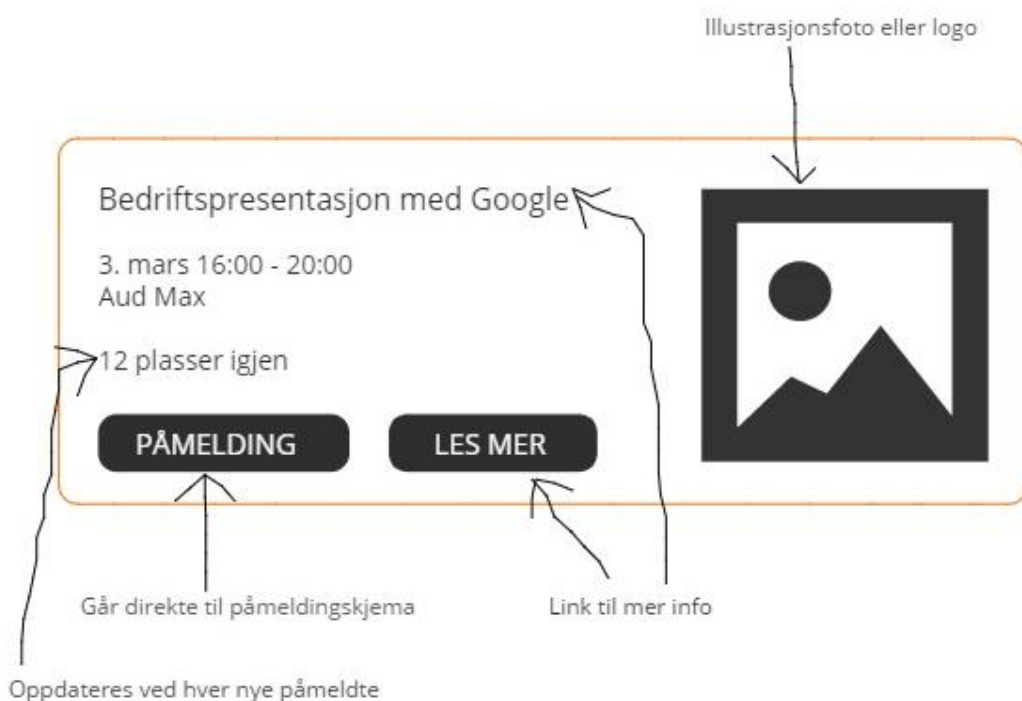 Illustrasjonsfoto eller logo
Bedriftspresentasjon med Google
3. mars 16:00 - 20:00
Aud Max
12 plasser igjen
PÅMELDING
LES MER
Går direkte til påmeldingskjema
Link til mer info
Oppdateres ved hver nye påmeldte